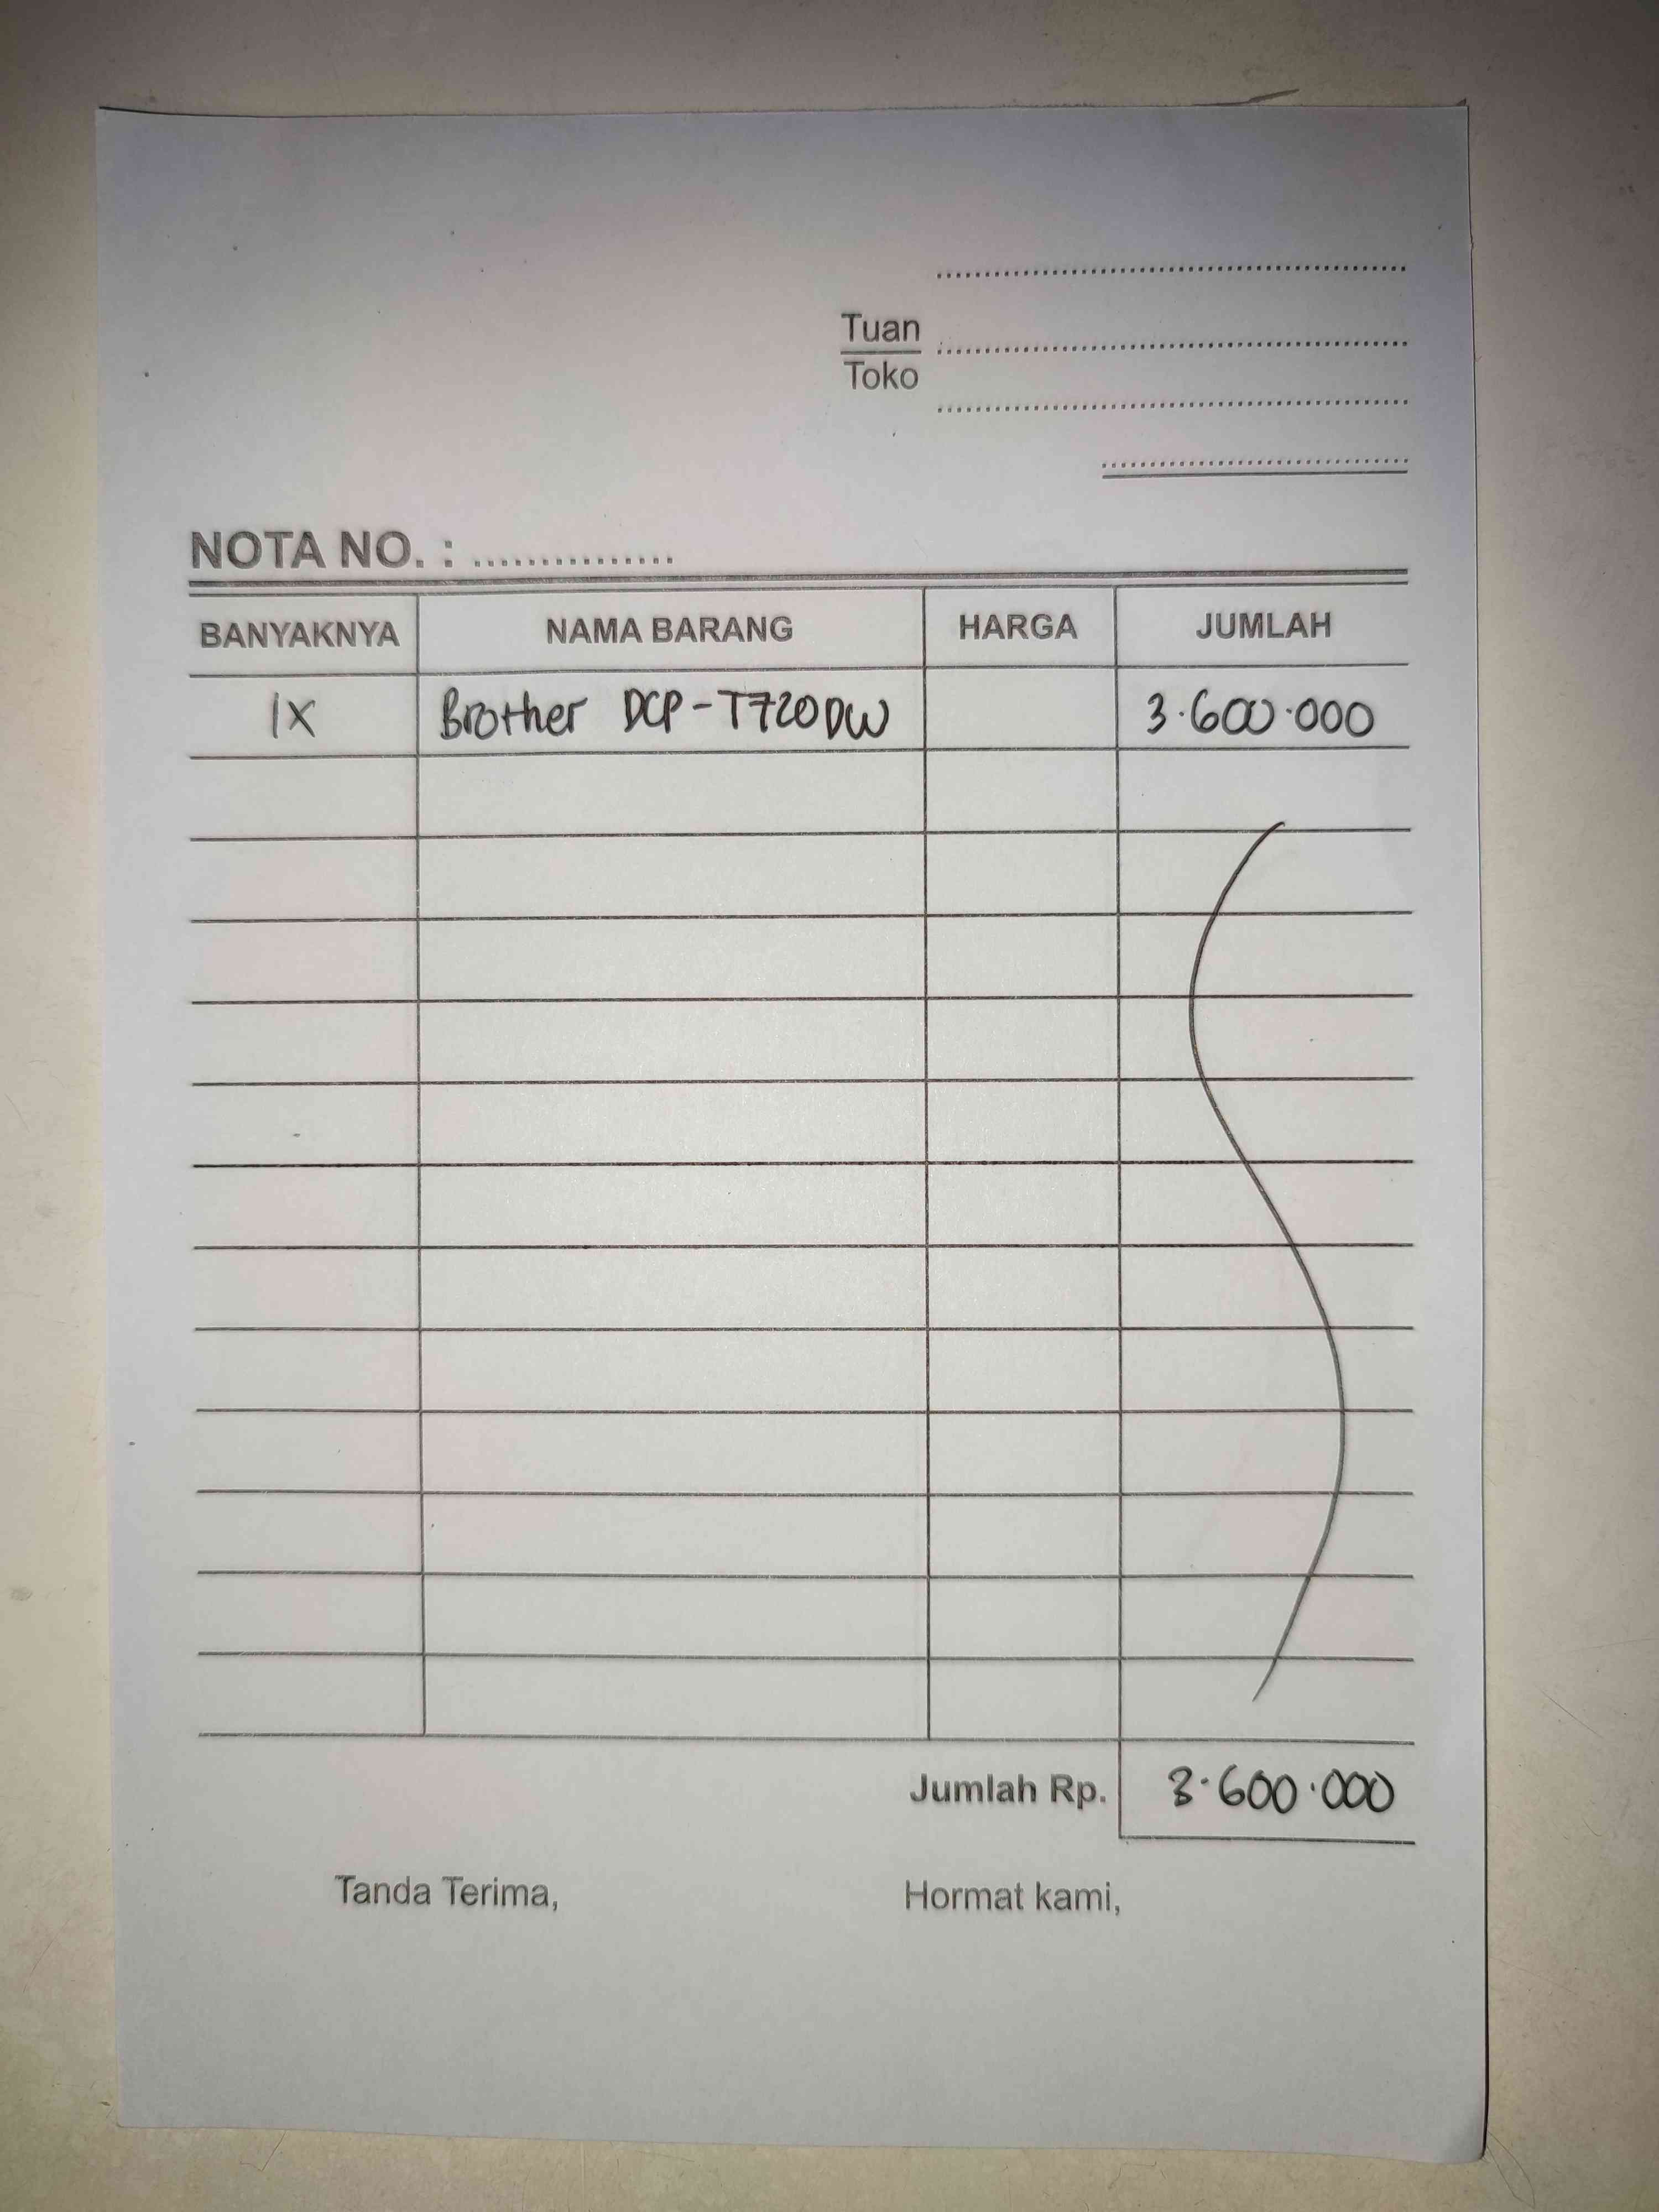 Tuan
Toko
NOTA NO. : ...............
BANYAKNYA NAMA BARANG HARGA JUMLAH
1X Brother DCP-T720DW 3.600.000
Jumlah Rp. 3.600.000
Tanda Terima, Hormat kami,